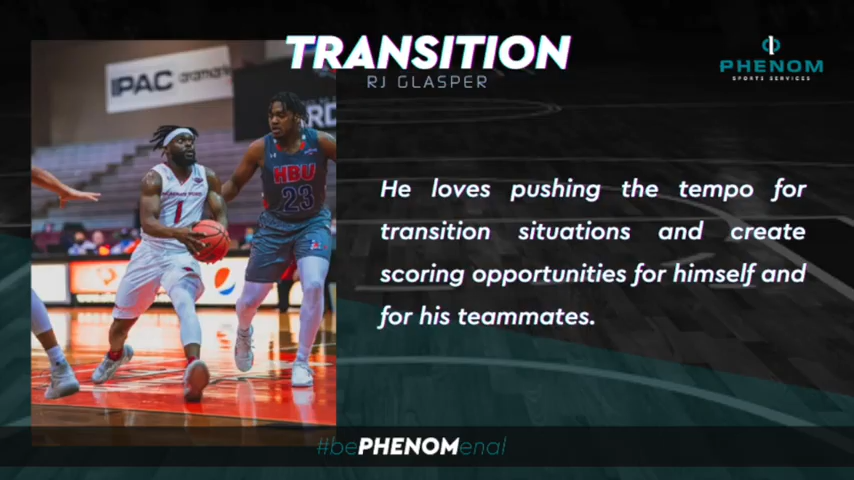 TRANSITION
RJ GLASPER
PHENOM
SPORTS SERVICES
IPAC
HBU
23
1
He loves pushing the tempo for
transition situations and create
scoring opportunities for himself and
for his teammates.
#bePHENOMenal